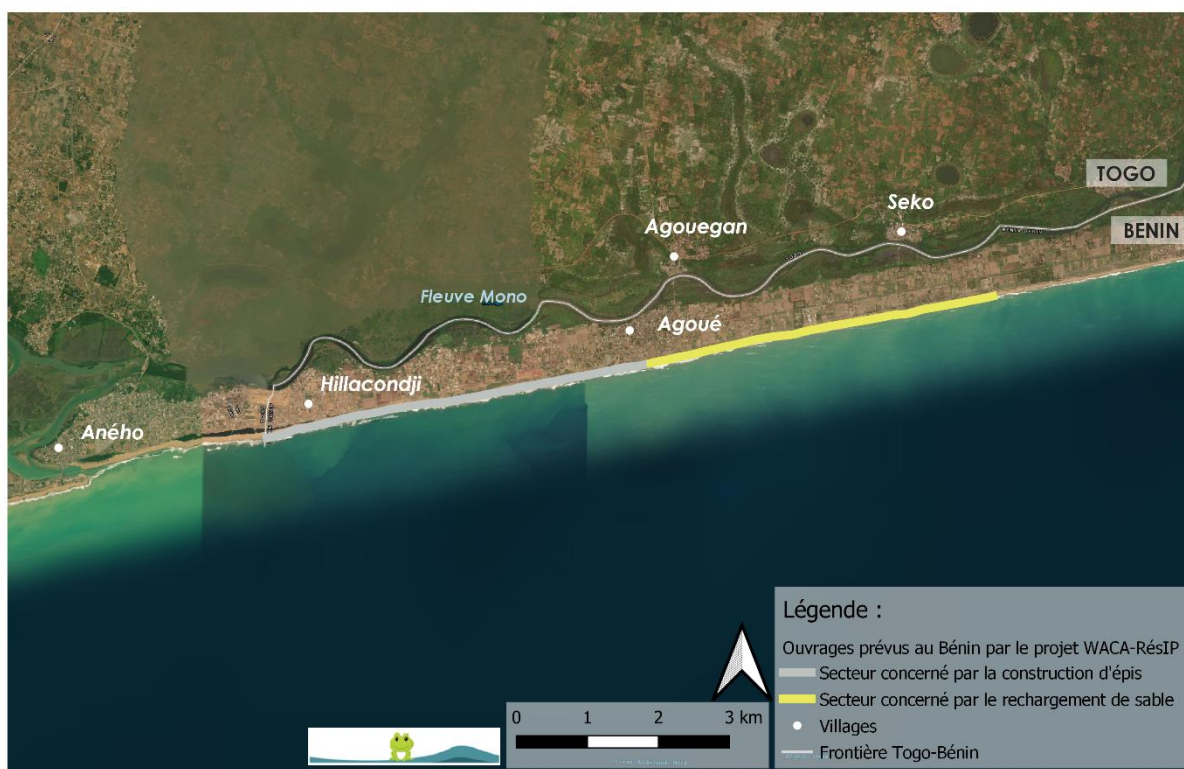 TOGO
Seko
BENIN
Agouegan
Fleuve Mono
Agoué
Hillacondji
Aného
Légende :
Ouvrages prévus au Bénin par le projet WACA-RésIP
Secteur concerné par la construction d'épis
Secteur concerné par le rechargement de sable
Villages
Frontière Togo-Bénin
0 1 2 3 km